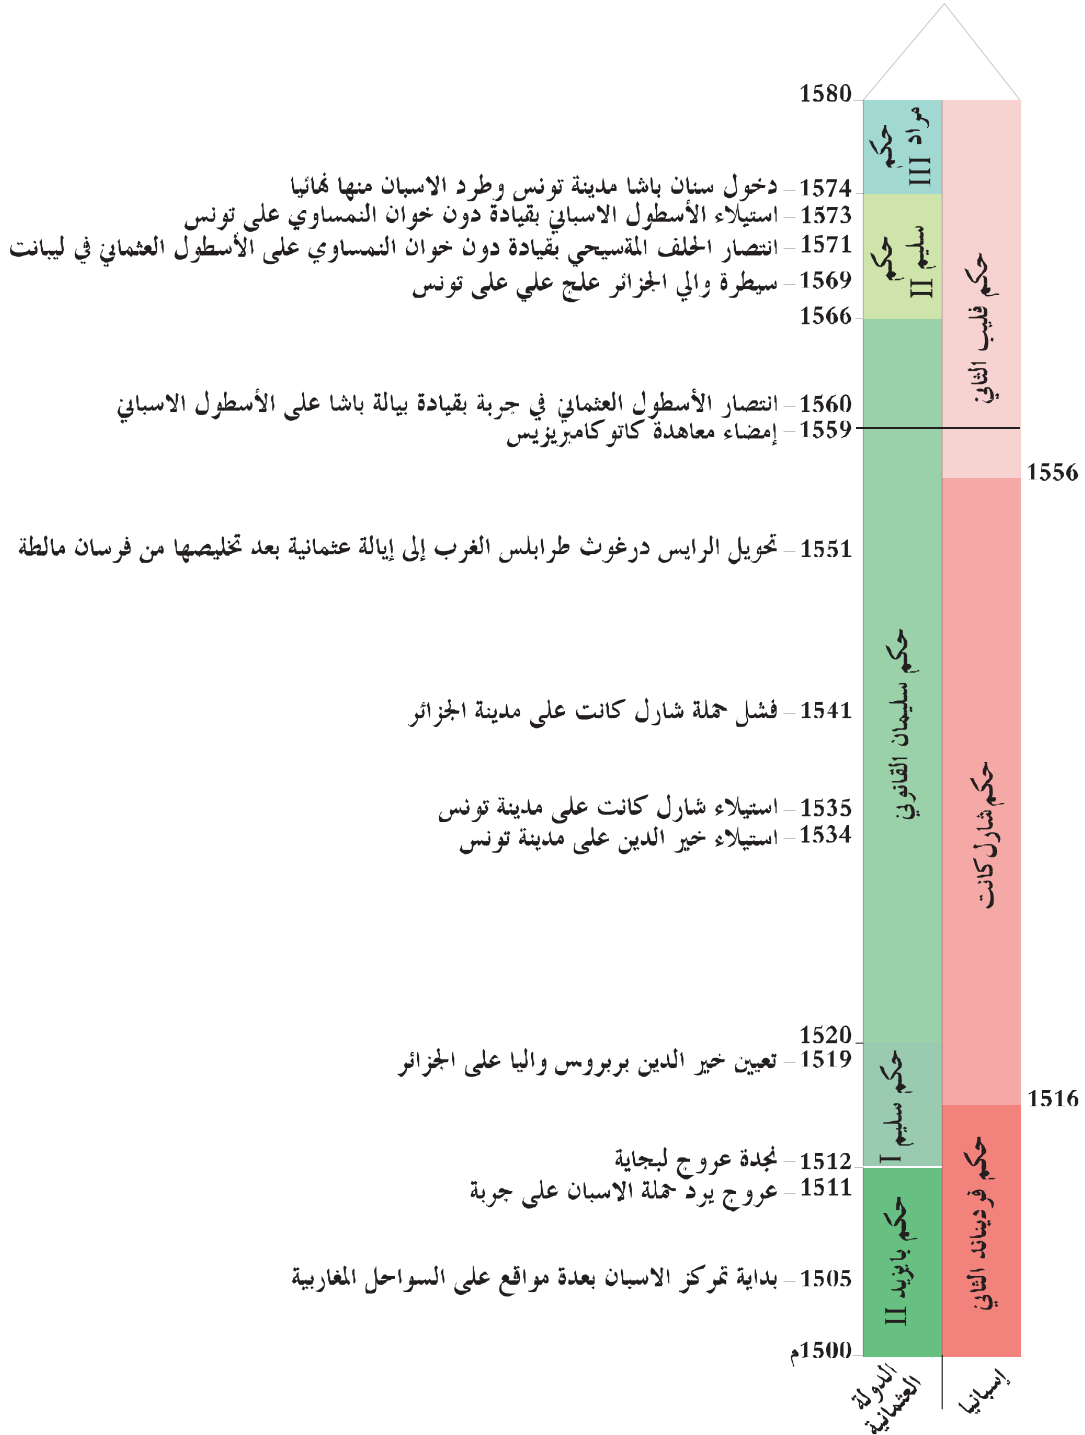 1580
حكم مراد III
1574 دخول سنان باشا مدينة تونس وطرد الاسبان منها نهائيا
1573 استيلاء الأسطول الاسباني بقيادة دون خوان النمساوي على تونس
1571 انتصار الحلف المةسيحي بقيادة دون خوان النمساوي على الأسطول العثماني في ليبانت
حكم سليم II
حكم فليب الثاني
1569 سيطرة والي الجزائر علج علي على تونس
1566
1560 انتصار الأسطول العثماني في جربة بقيادة بيالة باشا على الأسطول الاسباني
1559 إمضاء معاهدة كاتوكامبريزيس
1556
1551 تحويل الرايس درغوث طرابلس الغرب إلى إيالة عثمانية بعد تخليصها من فرسان مالطة
حكم سليمان القانوني
1541 فشل حملة شارل كانت على مدينة الجزائر
1535 استيلاء شارل كانت على مدينة تونس
1534 استيلاء خير الدين على مدينة تونس
حكم شارل كانت
1520
1519 تعيين خير الدين بربروس واليا على الجزائر
1516
حكم سليم I
1512 نجدة عروج لبجاية
1511 عروج يرد حملة الاسبان على جربة
حكم فرديناند الثاني
حكم بايزيد II
1505 بداية تمركز الاسبان بعدة مواقع على السواحل المغاربية
1500م
إسبانيا
الدولة
العثمانية